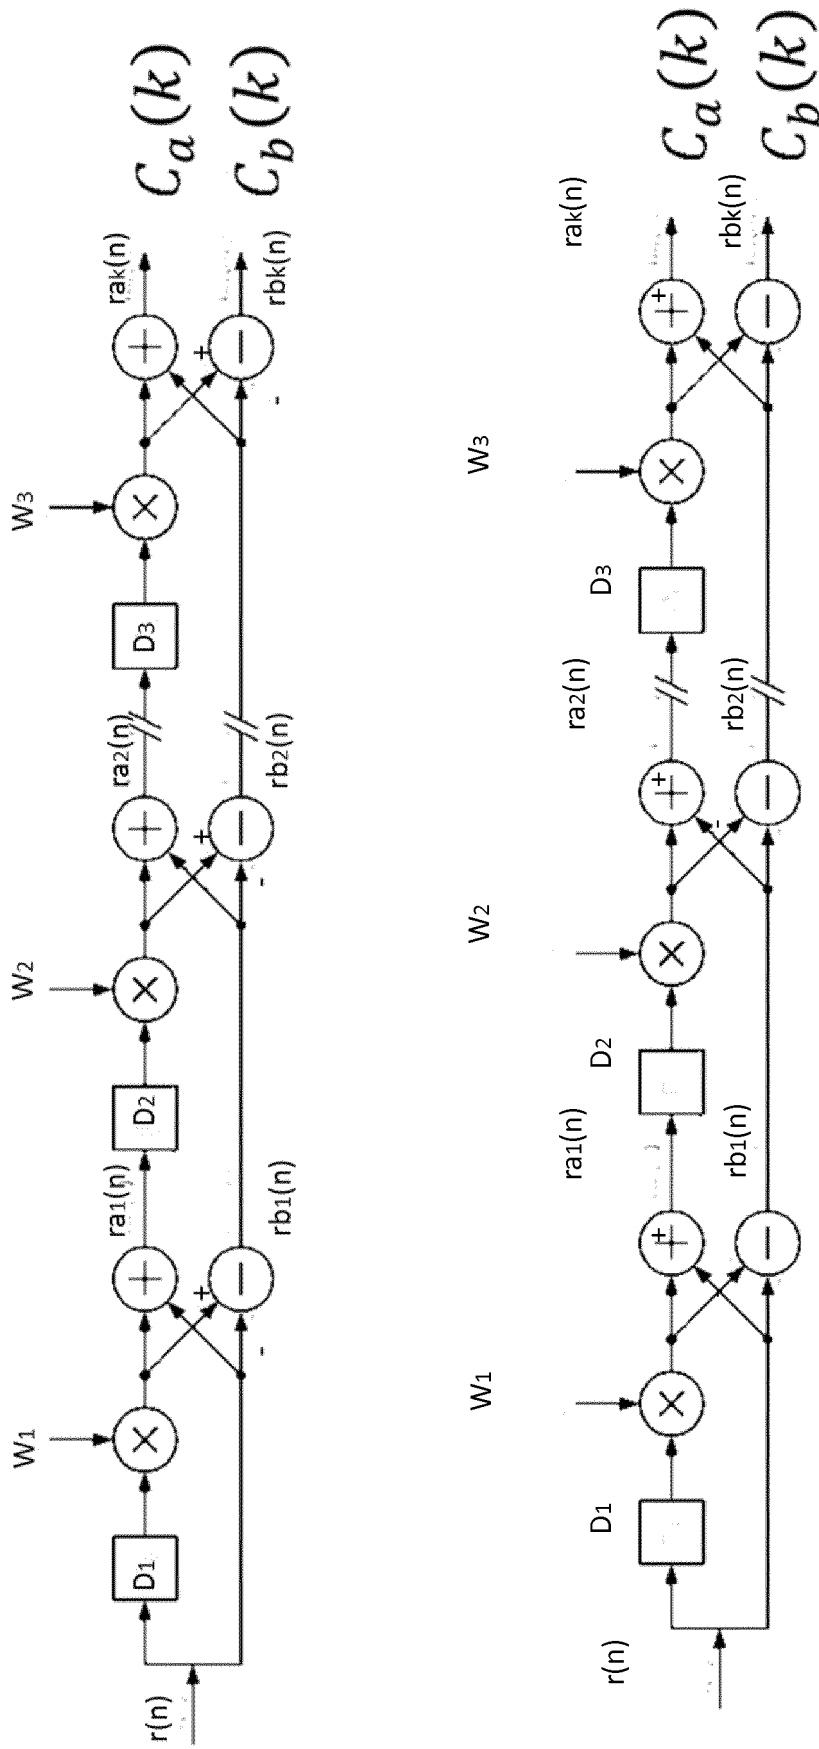 W1 W2 W3
r(n) D1 + ra1(n) D2 + ra2(n) D3 + rak(n) Ca(k)
- + − rb1(n) - + − rb2(n) - + − rbk(n) Cb(k)
W1 W2 W3
r(n) D1 ra1(n) D2 ra2(n) D3 rak(n)
+ + + Ca(k)
− rb1(n) - − rb2(n) − rbk(n) Cb(k)